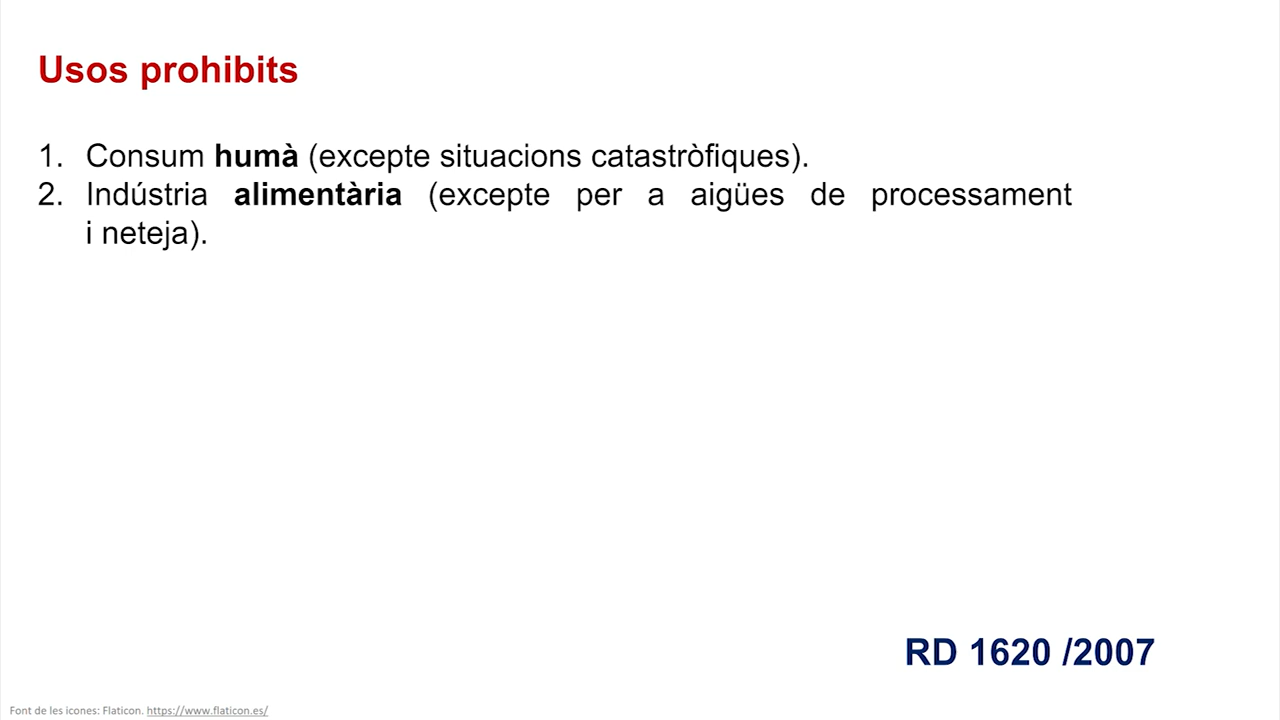 Usos prohibits
1. Consum humà (excepte situacions catastròfiques).
2. Indústria alimentària (excepte per a aigües de processament
i neteja).
RD 1620 /2007
Font de les icones: Flaticon. https://www.flaticon.es/